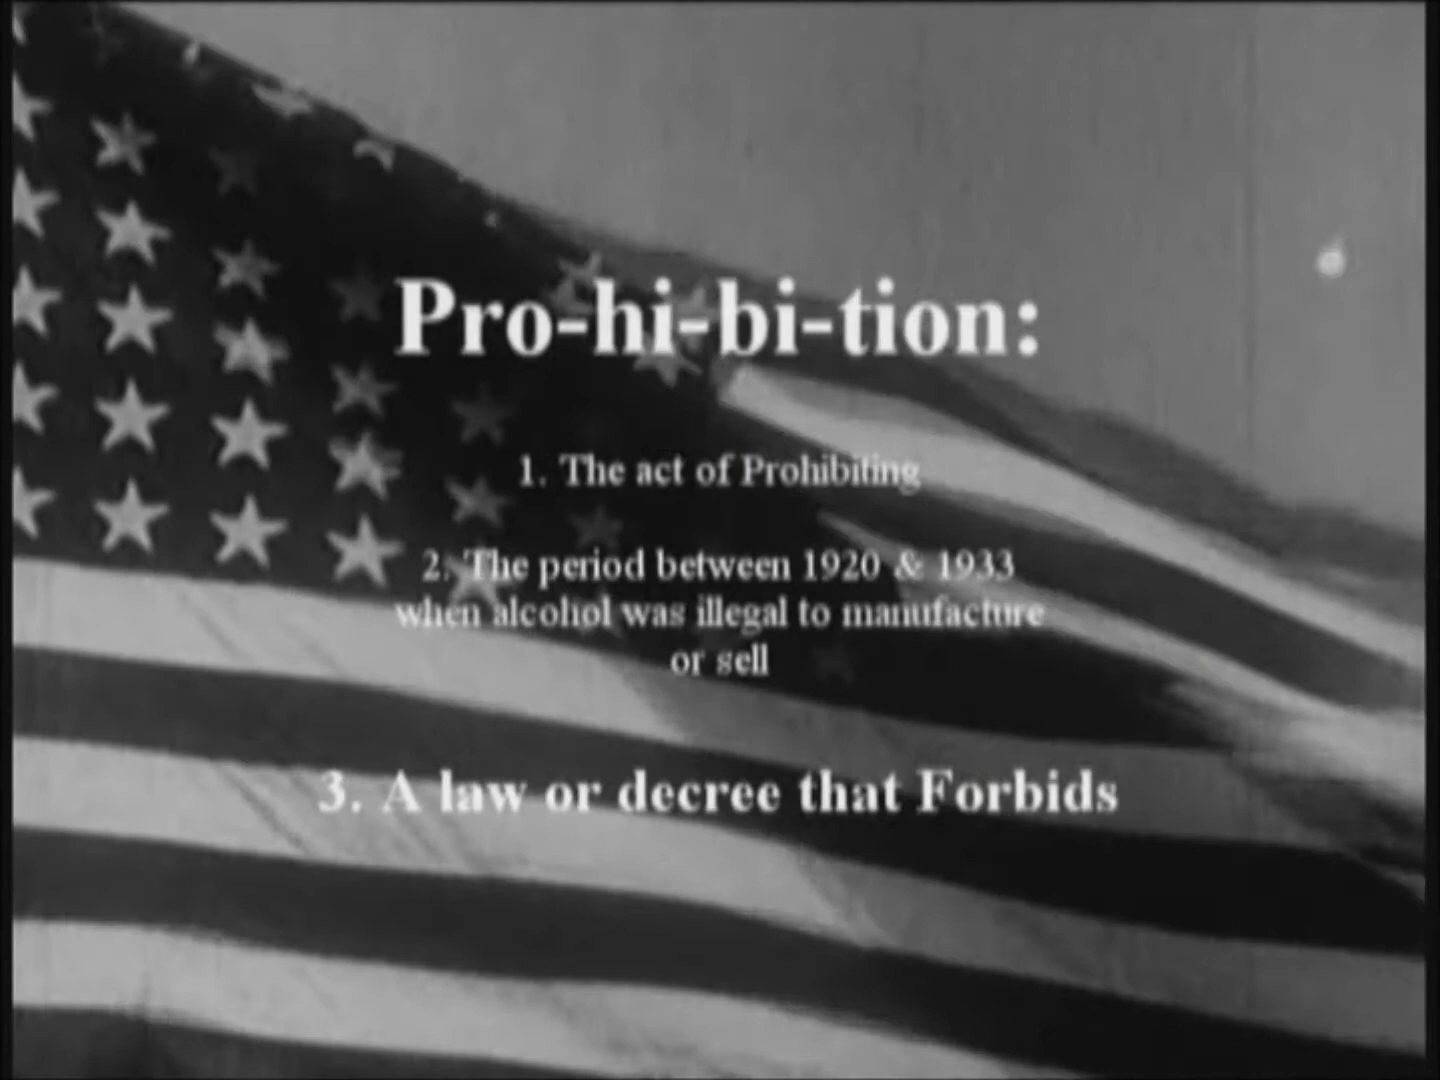 Pro-hi-bi-tion:
1. The act of Prohibiting
2. The period between 1920 & 1933
when alcohol was illegal to manufacture
or sell
3. A law or decree that Forbids